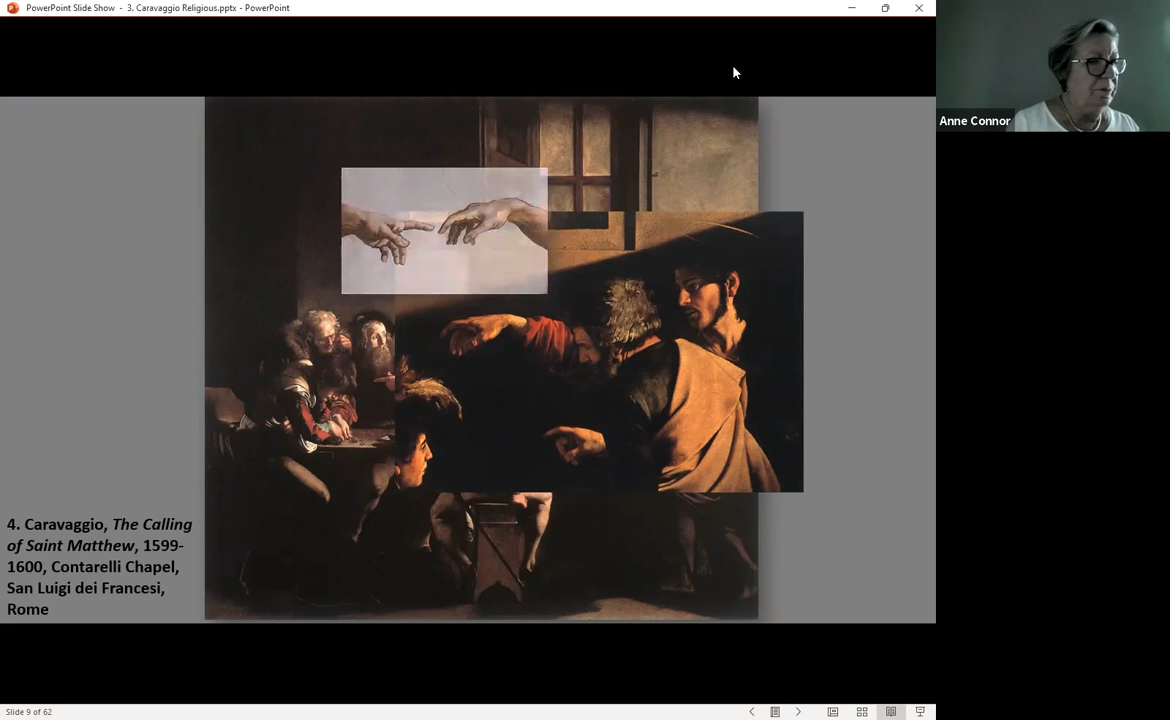 PowerPoint Slide Show - 3. Caravaggio Religious.pptx - PowerPoint
Anne Connor
4. Caravaggio, The Calling
of Saint Matthew, 1599-
1600, Contarelli Chapel,
San Luigi dei Francesi,
Rome
Slide 9 of 62